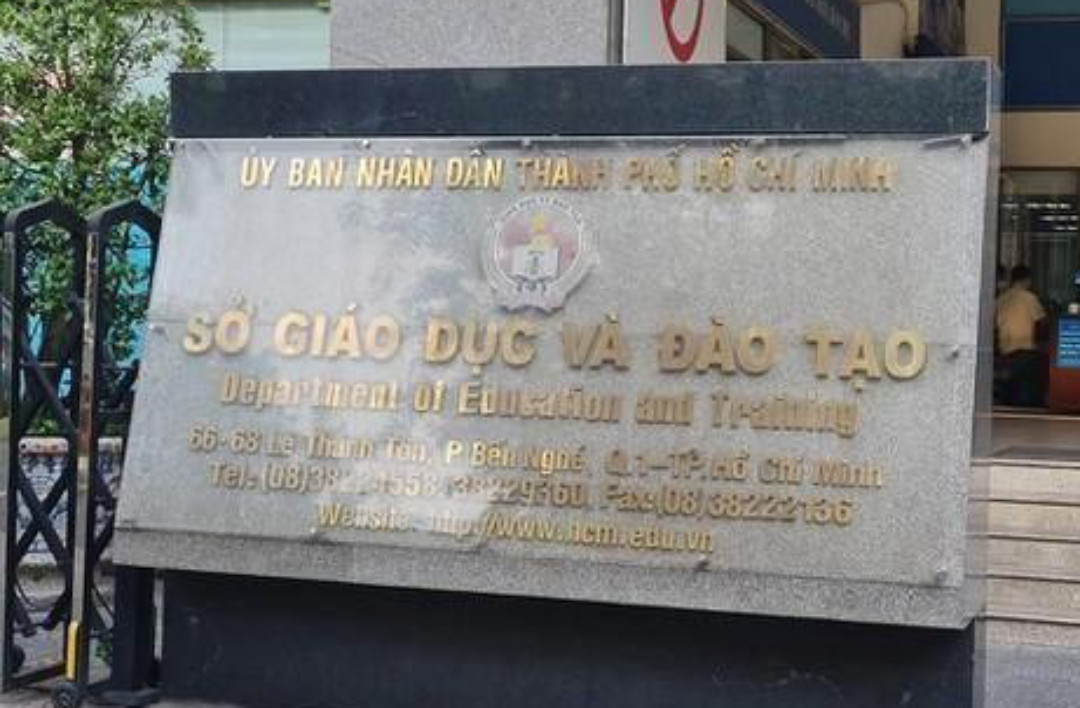 ỦY BAN NHÂN DÂN THÀNH PHỐ HỒ CHÍ MINH
SỞ GIÁO DỤC VÀ ĐÀO TẠO
Department of Education and Training
66-68 Lê Thánh Tôn, P Bến Nghé, Q.1-TP.Hồ Chí Minh
Tel: 38229360, Fax:(08)38222136
Website: http://www.hcm.edu.vn